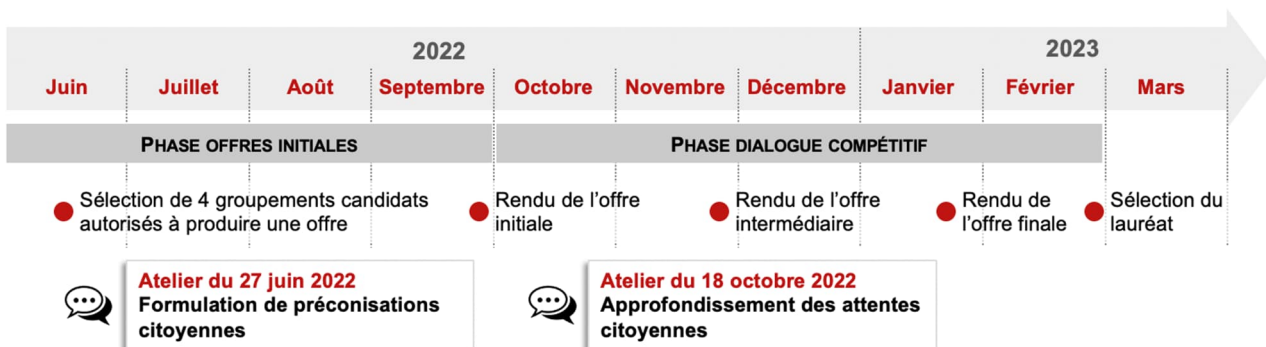 2022
2023
Juin
Juillet
Août
Septembre
Octobre
Novembre
Décembre
Janvier
Février
Mars
PHASE OFFRES INITIALES
PHASE DIALOGUE COMPÉTITIF
Sélection de 4 groupements candidats
autorisés à produire une offre
Rendu de l'offre
initiale
Rendu de l'offre
intermédiaire
Rendu de
l'offre finale
Sélection du
lauréat
Atelier du 27 juin 2022
Formulation de préconisations
citoyennes
Atelier du 18 octobre 2022
Approfondissement des attentes
citoyennes